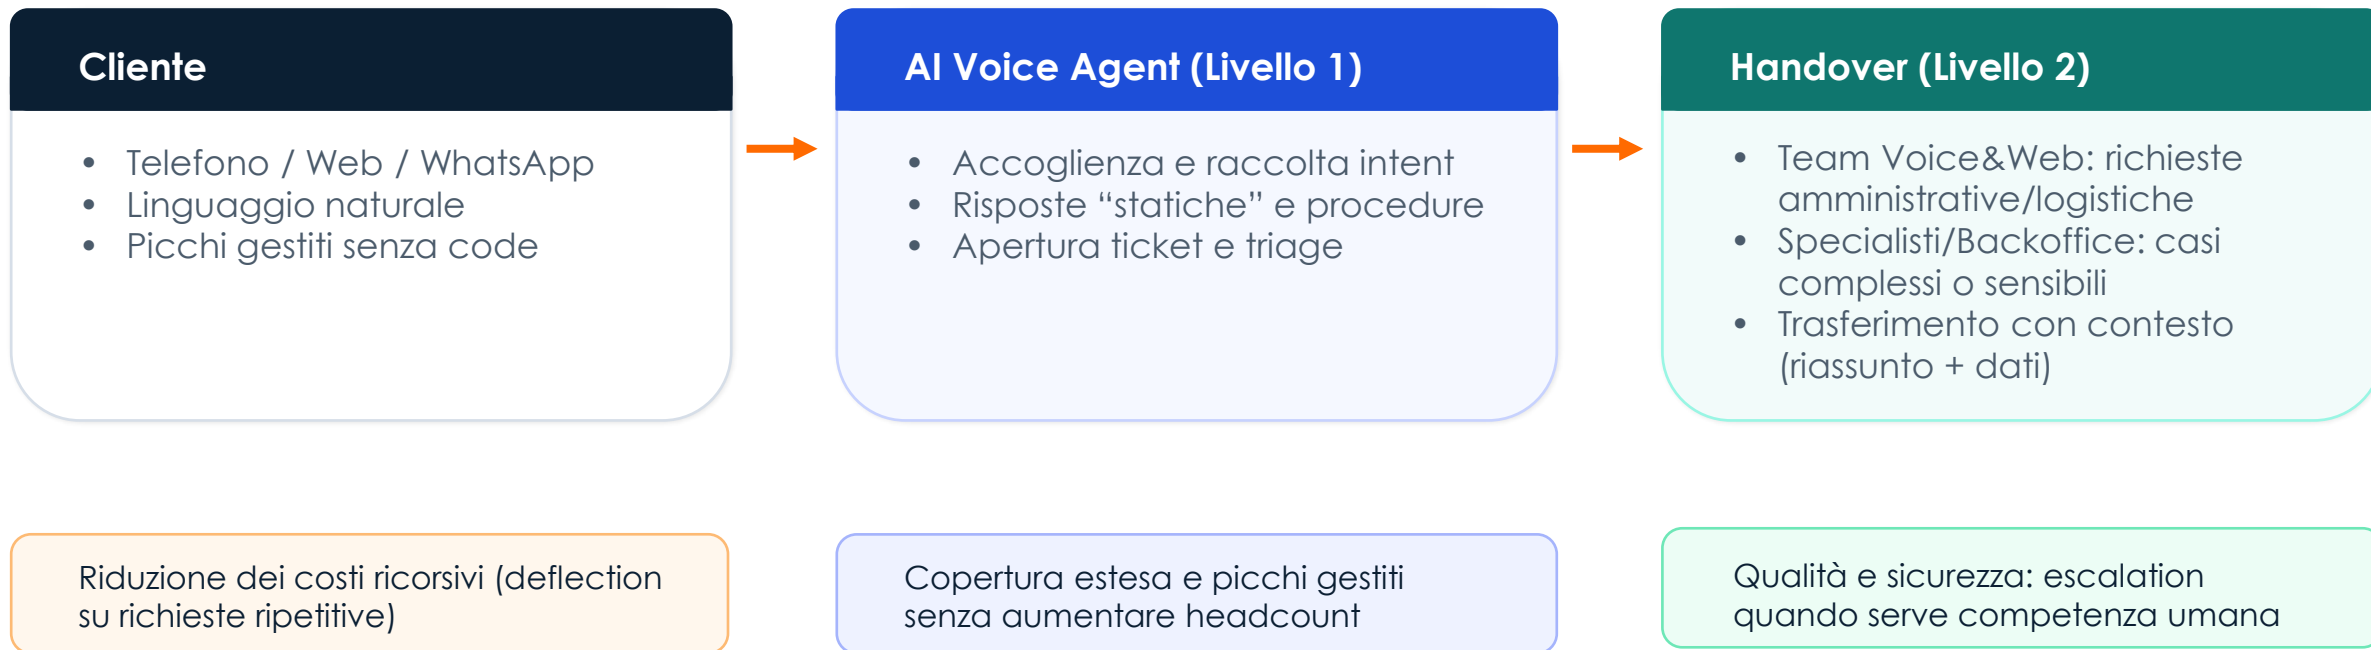 Cliente
• Telefono / Web / WhatsApp
• Linguaggio naturale
• Picchi gestiti senza code
AI Voice Agent (Livello 1)
• Accoglienza e raccolta intent
• Risposte “statiche” e procedure
• Apertura ticket e triage
Handover (Livello 2)
• Team Voice&Web: richieste
amministrative/logistiche
• Specialisti/Backoffice: casi
complessi o sensibili
• Trasferimento con contesto
(riassunto + dati)
Riduzione dei costi ricorsivi (deflection
su richieste ripetitive)
Copertura estesa e picchi gestiti
senza aumentare headcount
Qualità e sicurezza: escalation
quando serve competenza umana